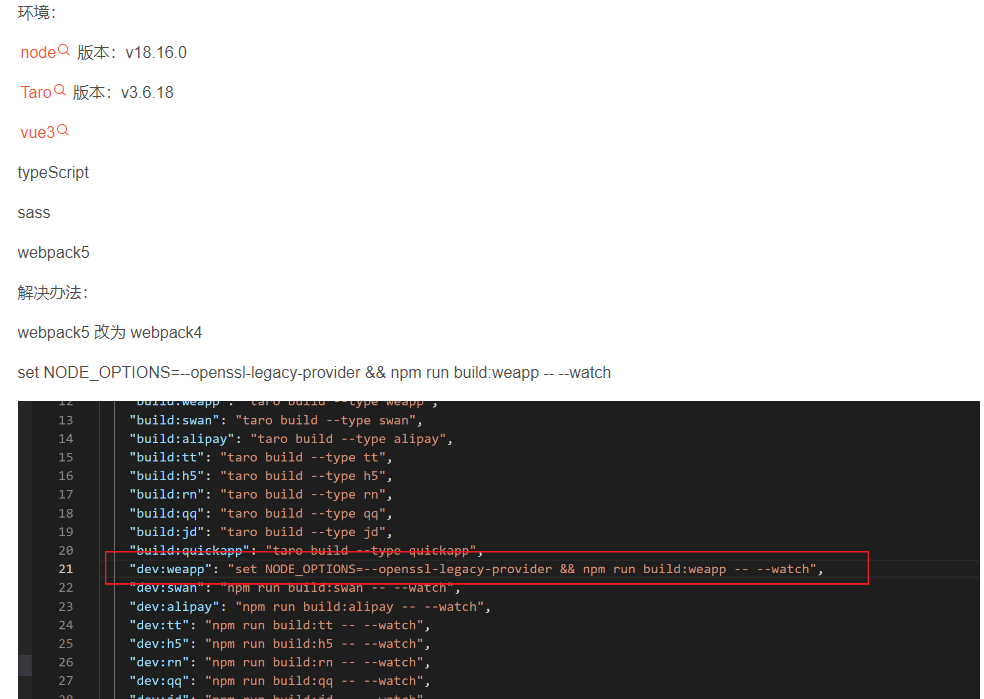 环境：
node 版本：v18.16.0
Taro 版本：v3.6.18
vue3
typeScript
sass
webpack5
解决办法：
webpack5 改为 webpack4
set NODE_OPTIONS=--openssl-legacy-provider && npm run build:weapp -- --watch
12 "build:weapp": "taro build --type weapp",
13 "build:swan": "taro build --type swan",
14 "build:alipay": "taro build --type alipay",
15 "build:tt": "taro build --type tt",
16 "build:h5": "taro build --type h5",
17 "build:rn": "taro build --type rn",
18 "build:qq": "taro build --type qq",
19 "build:jd": "taro build --type jd",
20 "build:quickapp": "taro build --type quickapp",
21 "dev:weapp": "set NODE_OPTIONS=--openssl-legacy-provider && npm run build:weapp -- --watch",
22 "dev:swan": "npm run build:swan -- --watch",
23 "dev:alipay": "npm run build:alipay -- --watch",
24 "dev:tt": "npm run build:tt -- --watch",
25 "dev:h5": "npm run build:h5 -- --watch",
26 "dev:rn": "npm run build:rn -- --watch",
27 "dev:qq": "npm run build:qq -- --watch",
28 "dev:jd": "npm run build:jd -- --watch",